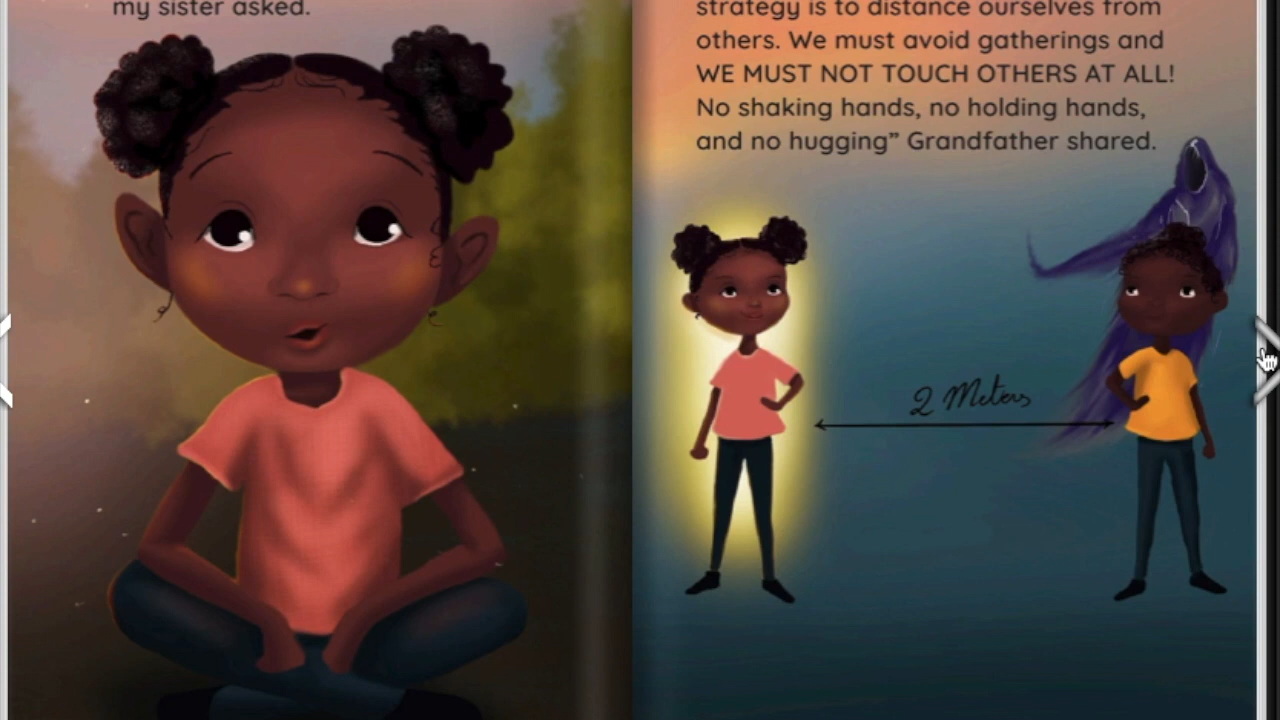 my sister asked.
strategy is to distance ourselves from
others. We must avoid gatherings and
WE MUST NOT TOUCH OTHERS AT ALL!
No shaking hands, no holding hands,
and no hugging” Grandfather shared.
2 Meters